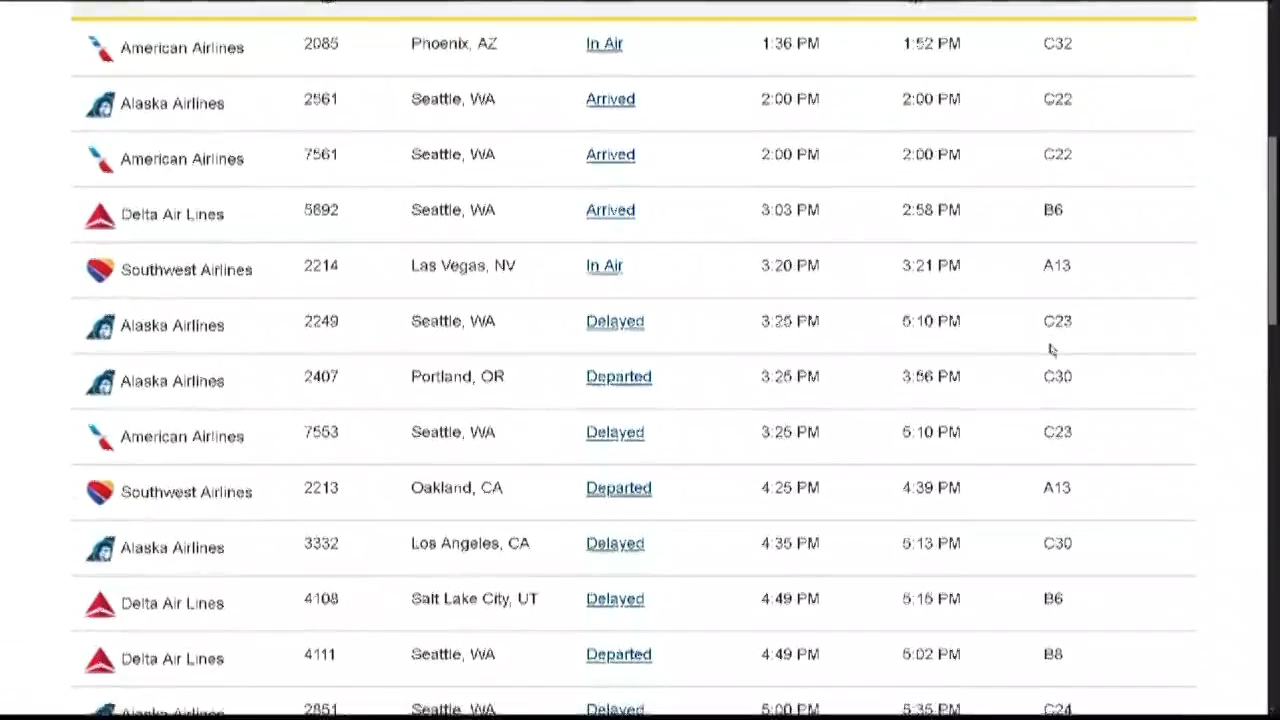 American Airlines 2085 Phoenix, AZ In Air 1:36 PM 1:52 PM C32
Alaska Airlines 2561 Seattle, WA Arrived 2:00 PM 2:00 PM C22
American Airlines 7561 Seattle, WA Arrived 2:00 PM 2:00 PM C22
Delta Air Lines 5692 Seattle, WA Arrived 3:03 PM 2:58 PM B6
Southwest Airlines 2214 Las Vegas, NV In Air 3:20 PM 3:21 PM A13
Alaska Airlines 2249 Seattle, WA Delayed 3:25 PM 5:10 PM C23
Alaska Airlines 2407 Portland, OR Departed 3:25 PM 3:56 PM C30
American Airlines 7553 Seattle, WA Delayed 3:25 PM 5:10 PM C23
Southwest Airlines 2213 Oakland, CA Departed 4:25 PM 4:39 PM A13
Alaska Airlines 3332 Los Angeles, CA Delayed 4:35 PM 5:13 PM C30
Delta Air Lines 4108 Salt Lake City, UT Delayed 4:49 PM 5:15 PM B6
Delta Air Lines 4111 Seattle, WA Departed 4:49 PM 5:02 PM B8
Alaska Airlines 2851 Seattle, WA Delayed 5:00 PM 5:35 PM C24